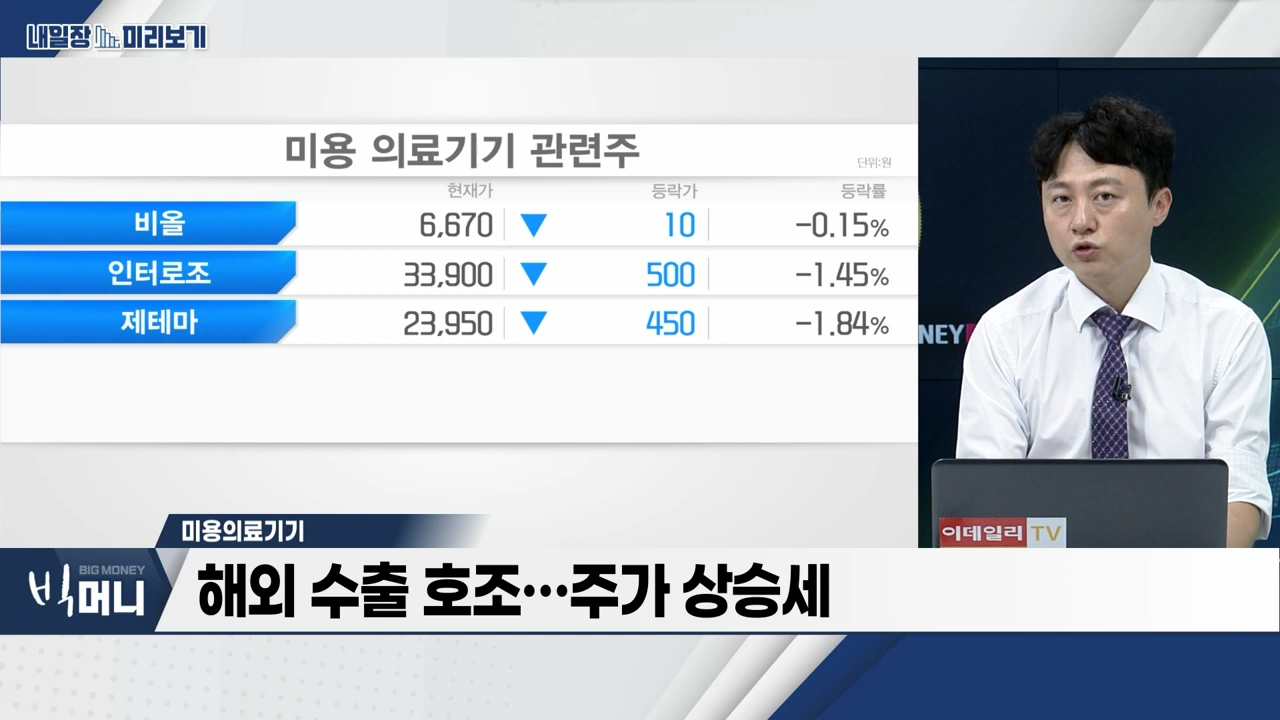 내일장 미리보기
미용 의료기기 관련주
단위:원
현재가 등락가 등락률
비올 6,670 ▼ 10 -0.15%
인터로조 33,900 ▼ 500 -1.45%
제테마 23,950 ▼ 450 -1.84%
NEY
이데일리 TV
미용의료기기
BIG MONEY
빅머니
해외 수출 호조…주가 상승세